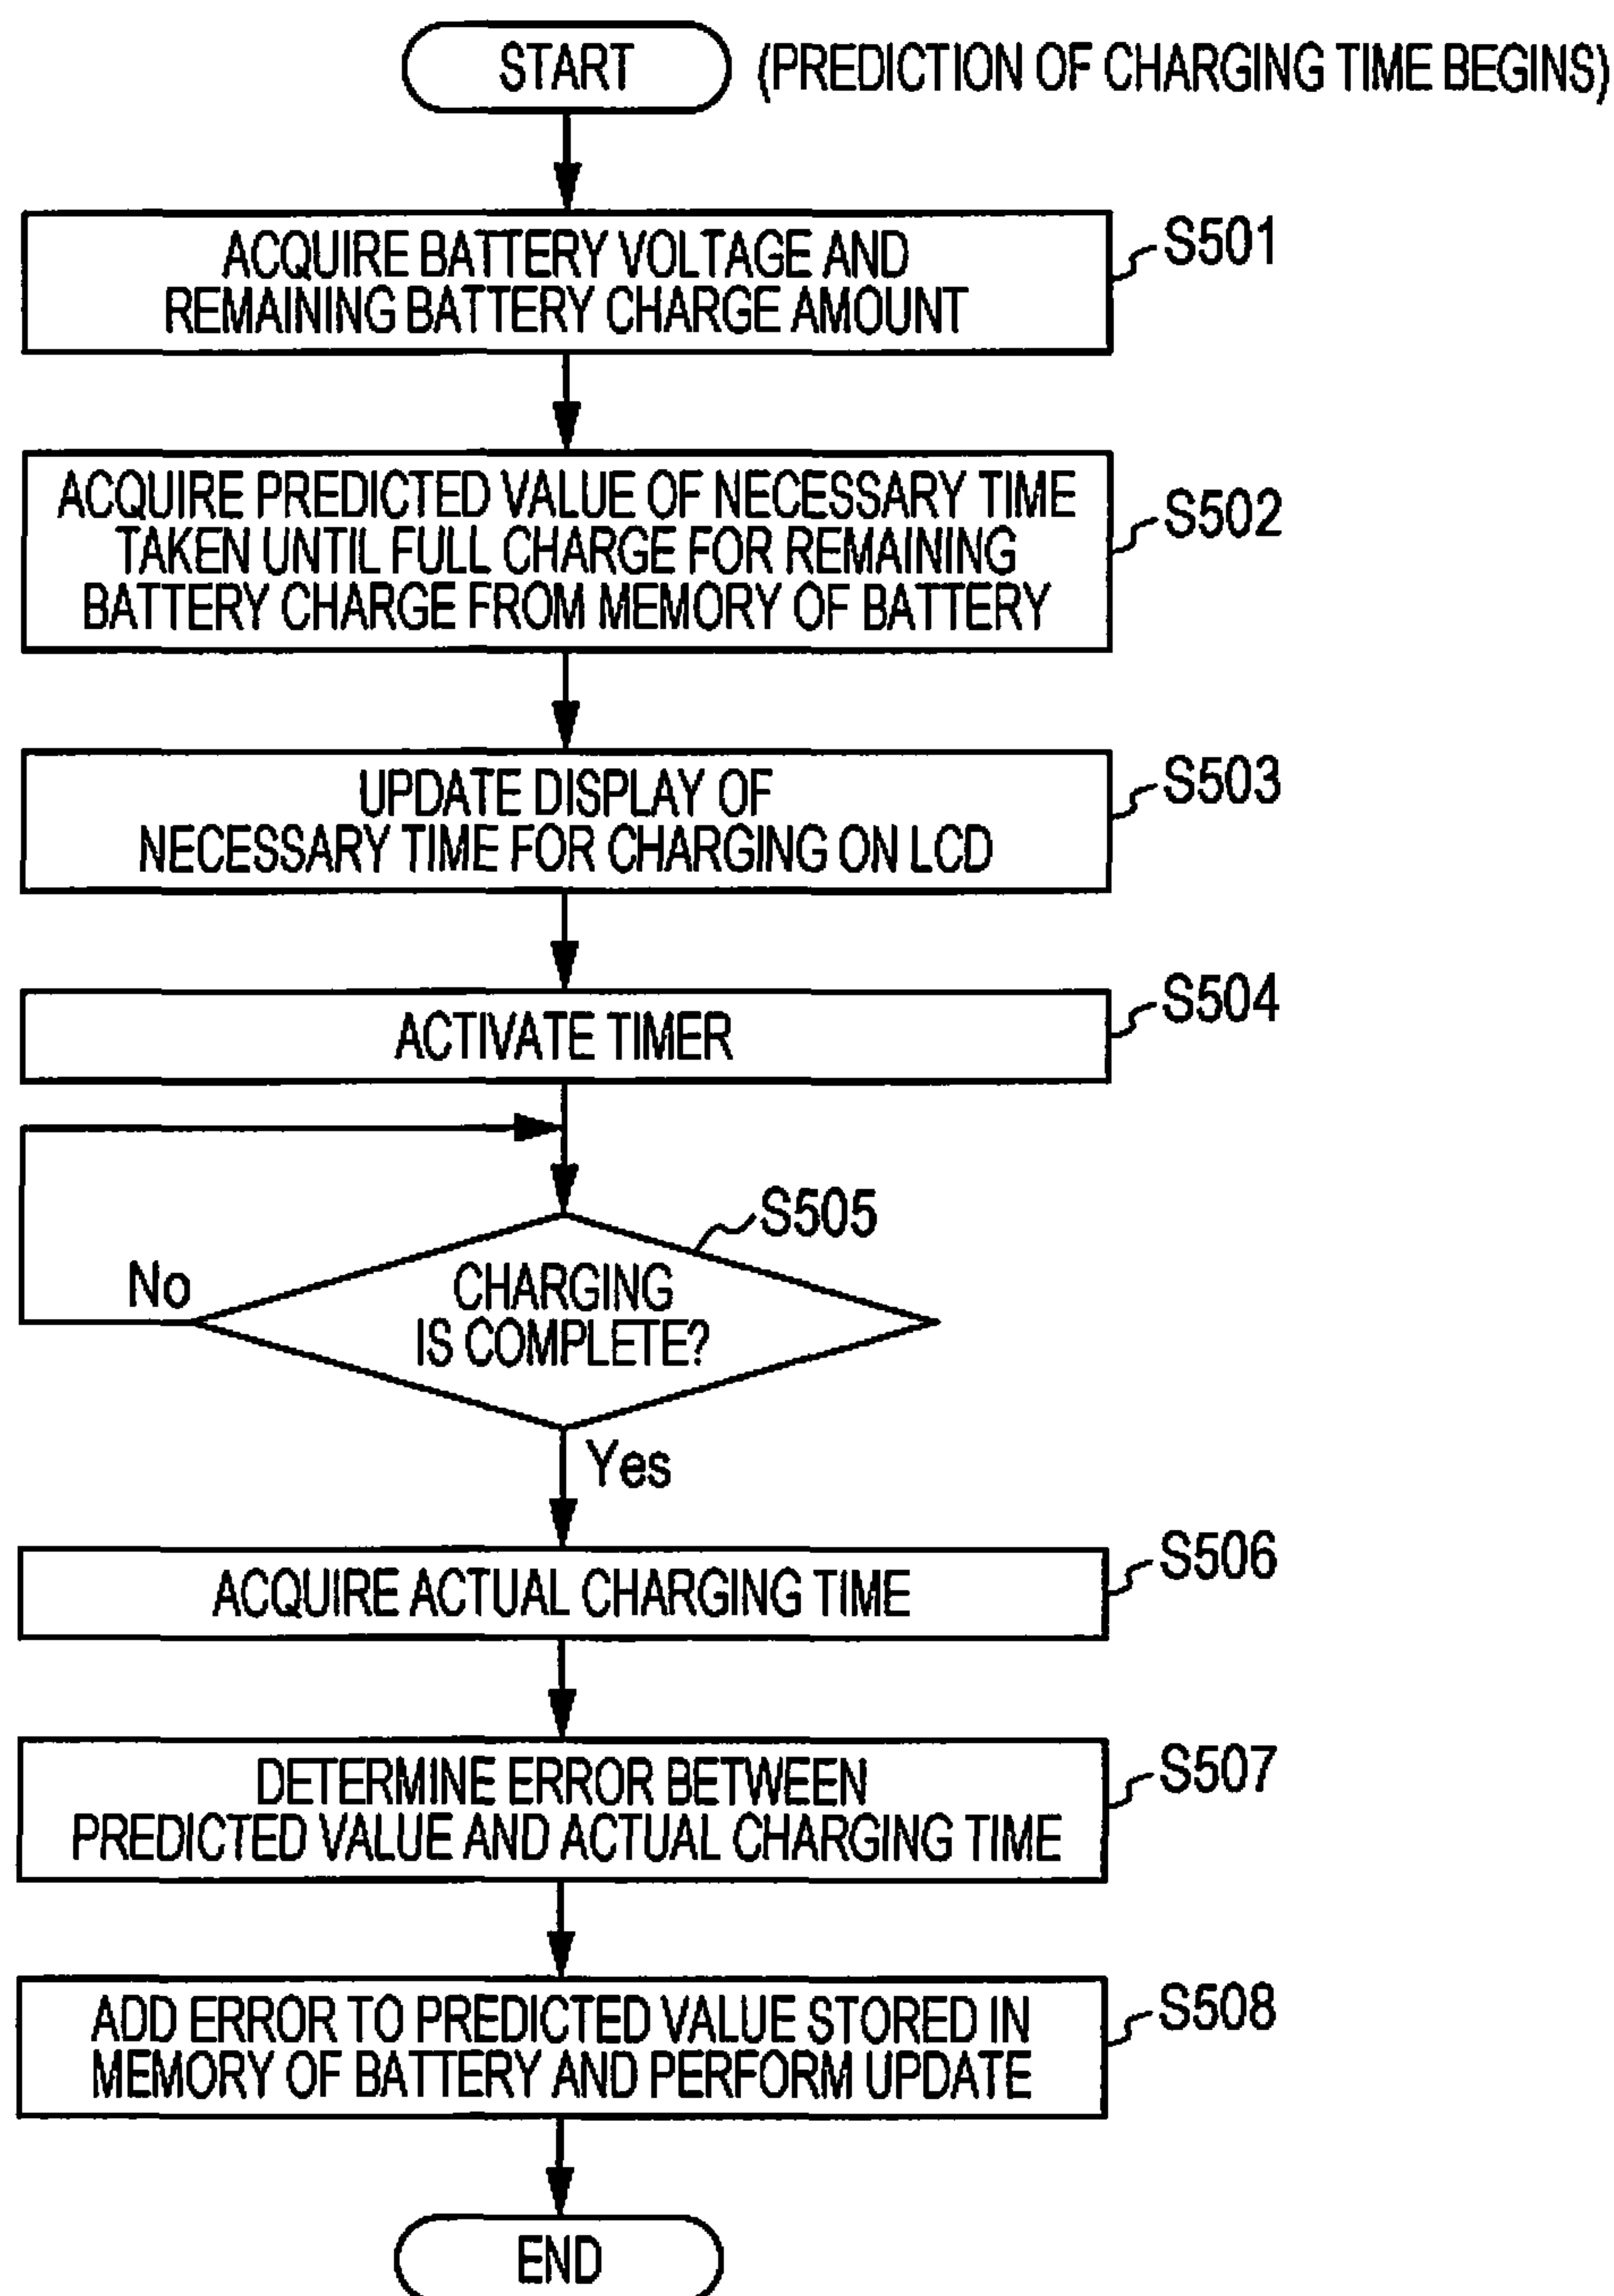 START (PREDICTION OF CHARGING TIME BEGINS)
ACQUIRE BATTERY VOLTAGE AND
REMAINING BATTERY CHARGE AMOUNT
S501
ACQUIRE PREDICTED VALUE OF NECESSARY TIME
TAKEN UNTIL FULL CHARGE FOR REMAINING
BATTERY CHARGE FROM MEMORY OF BATTERY
S502
UPDATE DISPLAY OF
NECESSARY TIME FOR CHARGING ON LCD
S503
ACTIVATE TIMER
S504
S505
No
CHARGING
IS COMPLETE?
Yes
ACQUIRE ACTUAL CHARGING TIME
S506
DETERMINE ERROR BETWEEN
PREDICTED VALUE AND ACTUAL CHARGING TIME
S507
ADD ERROR TO PREDICTED VALUE STORED IN
MEMORY OF BATTERY AND PERFORM UPDATE
S508
END